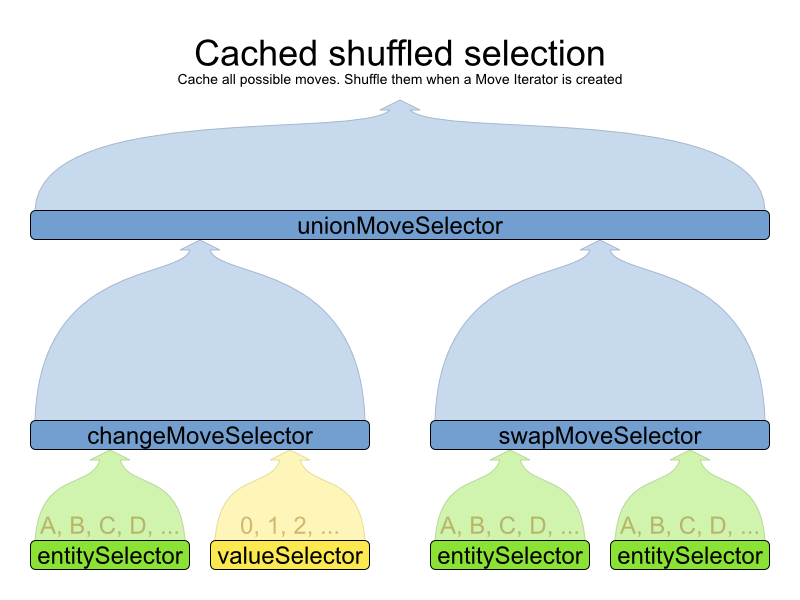 Cached shuffled selection
Cache all possible moves. Shuffle them when a Move Iterator is created
unionMoveSelector
changeMoveSelector
swapMoveSelector
A, B, C, D, ...
0, 1, 2, ...
A, B, C, D, ...
A, B, C, D, ...
entitySelector
valueSelector
entitySelector
entitySelector